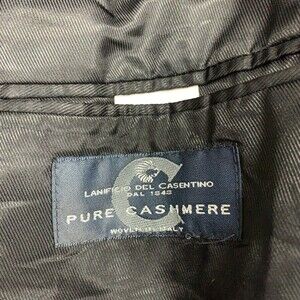 LANIFICIO DEL CASENTINO
DAL 1848
PURE CASHMERE
WOVEN IN ITALY